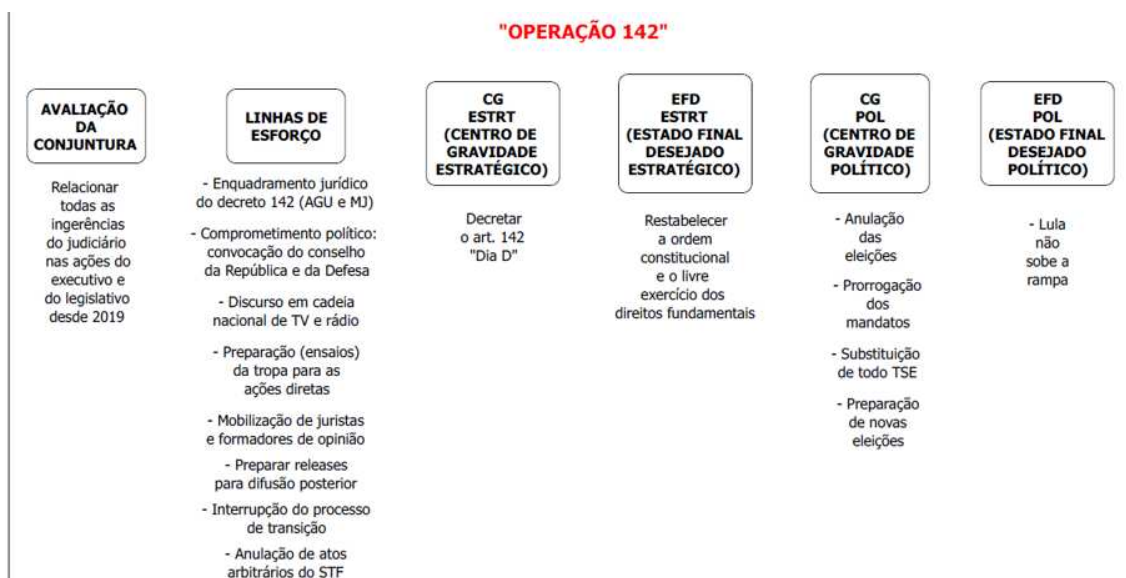 "OPERAÇÃO 142"
AVALIAÇÃO
DA
CONJUNTURA
Relacionar
todas as
ingerências
do judiciário
nas ações do
executivo e
do legislativo
desde 2019
LINHAS DE
ESFORÇO
- Enquadramento jurídico
do decreto 142 (AGU e MJ)
- Comprometimento político:
convocação do conselho
da República e da Defesa
- Discurso em cadeia
nacional de TV e rádio
- Preparação (ensaios)
da tropa para as
ações diretas
- Mobilização de juristas
e formadores de opinião
- Preparar releases
para difusão posterior
- Interrupção do processo
de transição
- Anulação de atos
arbitrários do STF
CG
ESTRT
(CENTRO DE
GRAVIDADE
ESTRATÉGICO)
Decretar
o art. 142
"Dia D"
EFD
ESTRT
(ESTADO FINAL
DESEJADO
ESTRATÉGICO)
Restabelecer
a ordem
constitucional
e o livre
exercício dos
direitos fundamentais
CG
POL
(CENTRO DE
GRAVIDADE
POLÍTICO)
- Anulação
das
eleições
- Prorrogação
dos
mandatos
- Substituição
de todo TSE
- Preparação
de novas
eleições
EFD
POL
(ESTADO FINAL
DESEJADO
POLÍTICO)
- Lula
não
sobe a
rampa